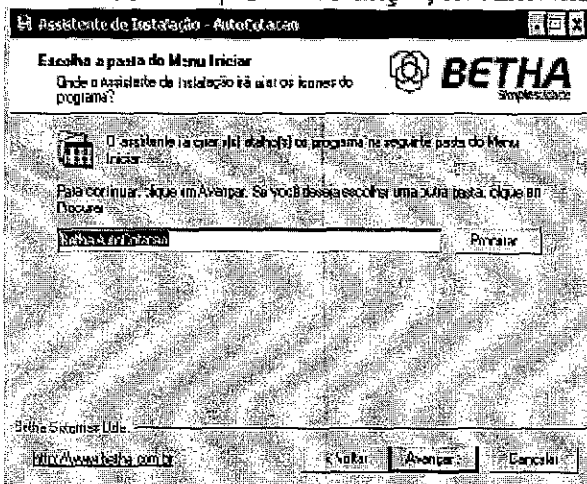 Assistente de Instalação - AutoCotacao
Escolha a pasta do Menu Iniciar
Onde o Assistente de Instalação irá criar os ícones do
programa?
BETHA
Simplicidade
O assistente irá criar o(s) atalho(s) do programa na seguinte pasta do Menu
Iniciar.
Para continuar, clique em Avançar. Se você deseja escolher uma outra pasta, clique em
Procurar.
Betha AutoCotacao
Procurar...
Betha Sistemas Ltda.
http://www.betha.com.br
< Voltar
Avançar >
Cancelar